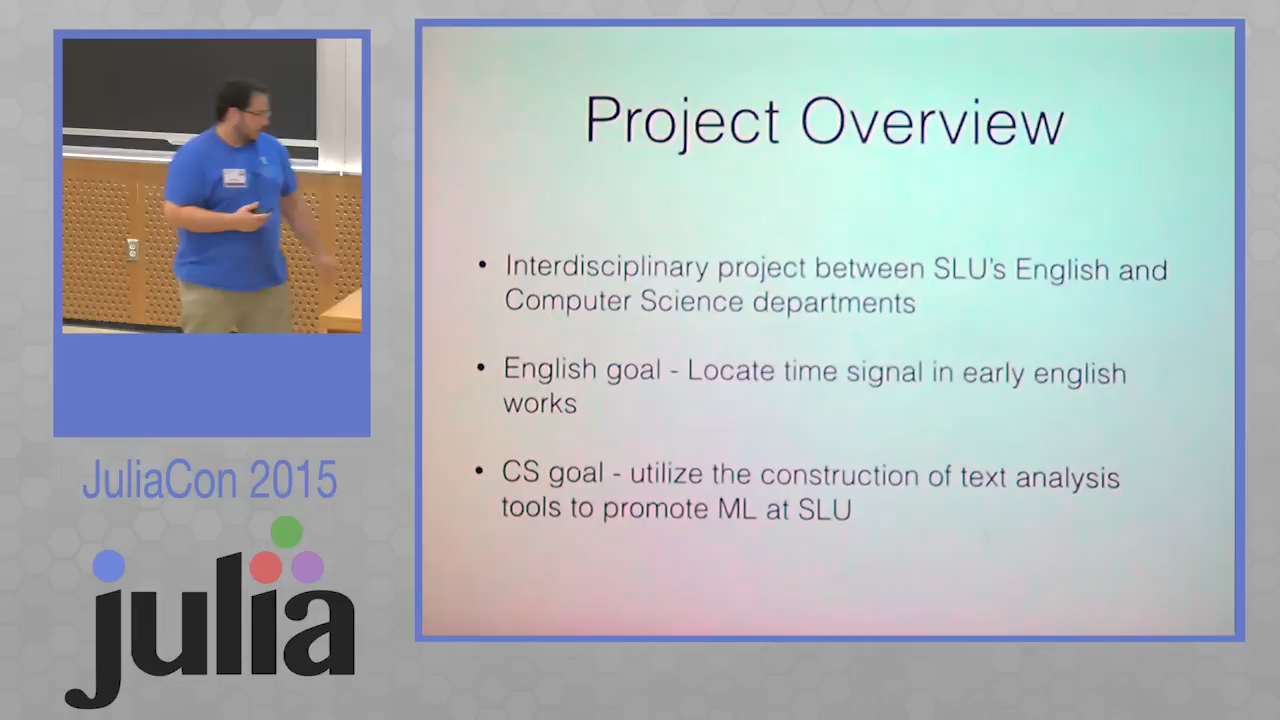 Project Overview
• Interdisciplinary project between SLU's English and
Computer Science departments
• English goal - Locate time signal in early english
works
• CS goal - utilize the construction of text analysis
tools to promote ML at SLU
JuliaCon 2015
julia